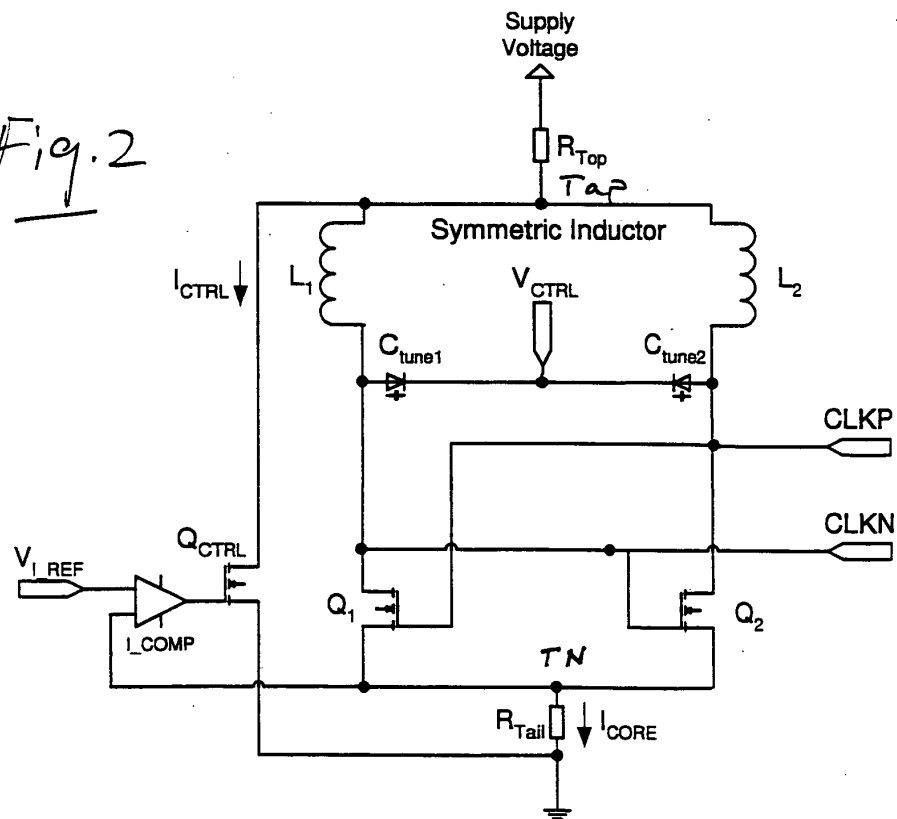 Supply
Voltage
Fig.2
R_Top
Tap
Symmetric Inductor
I_CTRL
L_1
V_CTRL
L_2
C_tune1
C_tune2
CLKP
CLKN
Q_CTRL
V_I_REF
Q_1
Q_2
I_COMP
TN
R_Tail
I_CORE